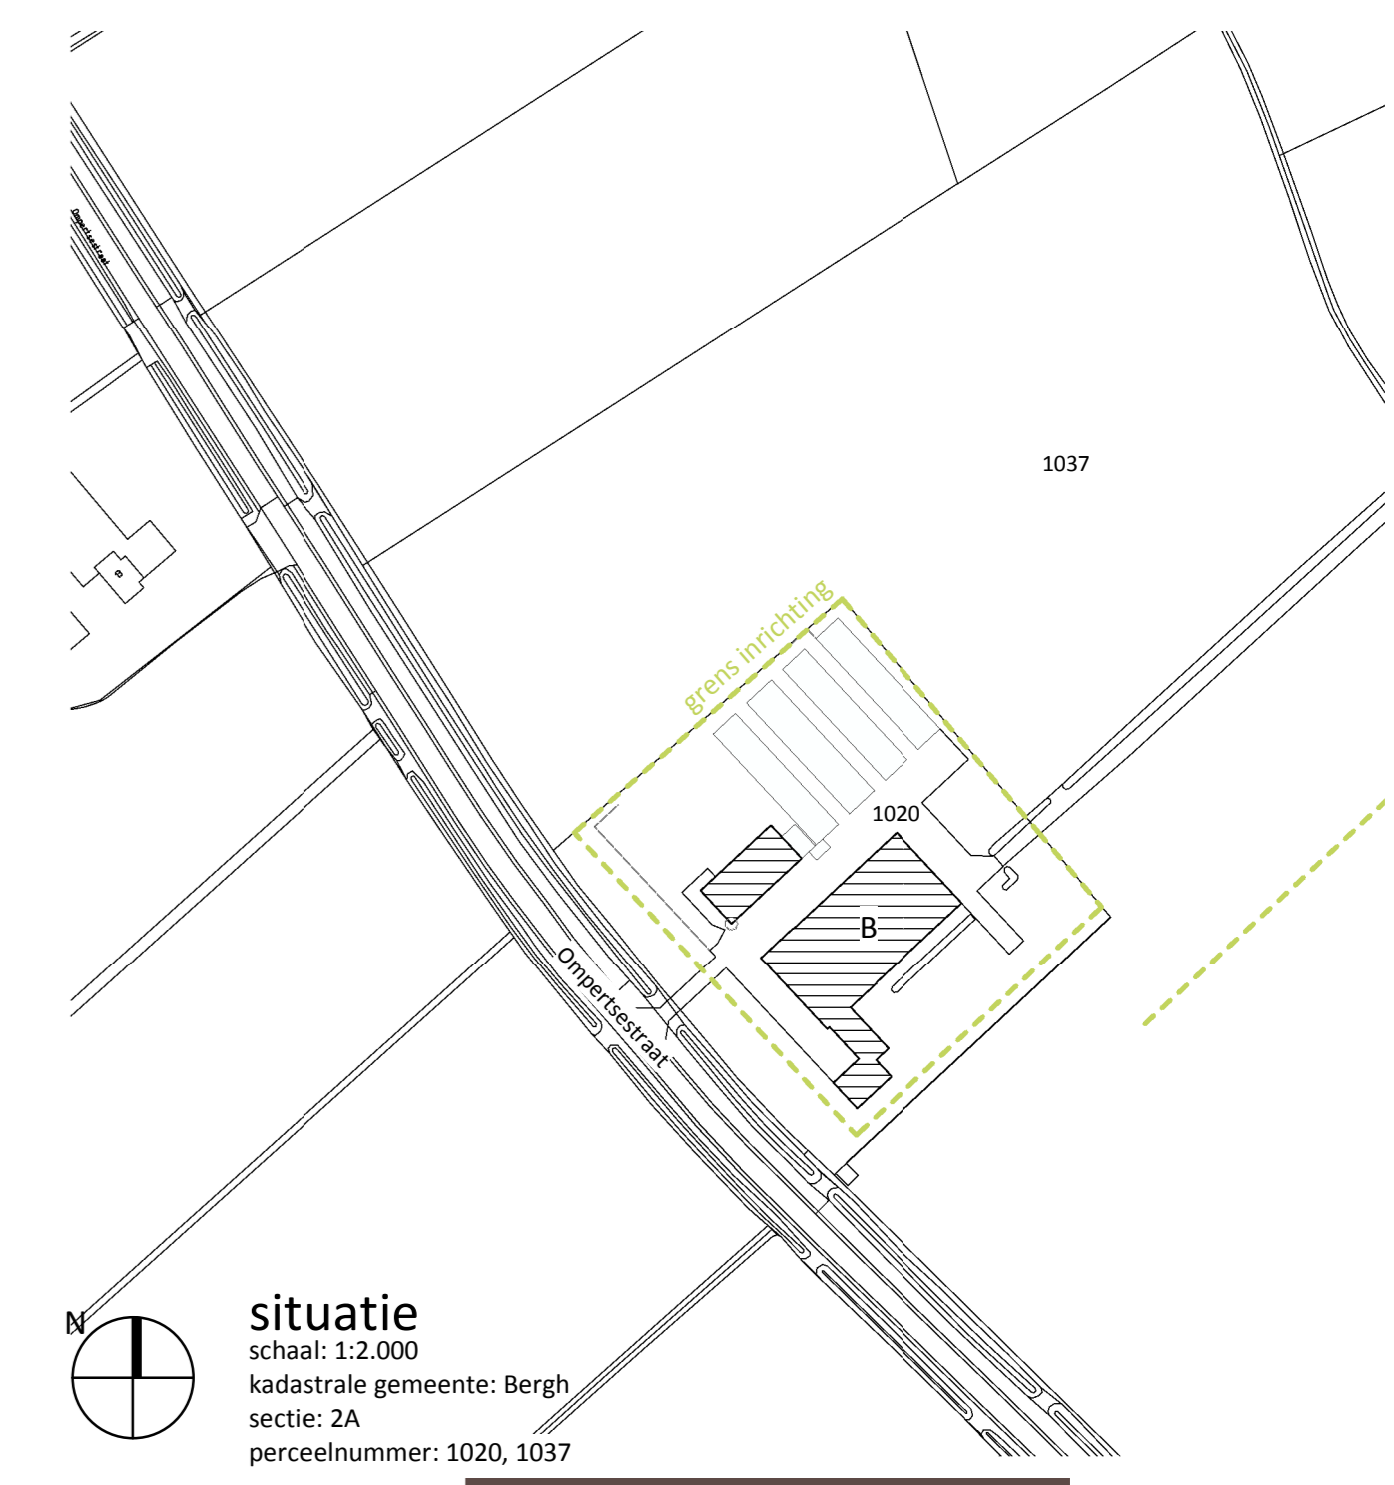 Ompertsestraat
1037
grens inrichting
1020
B
Ompertsestraat
N
situatie
schaal: 1:2.000
kadastrale gemeente: Bergh
sectie: 2A
perceelnummer: 1020, 1037